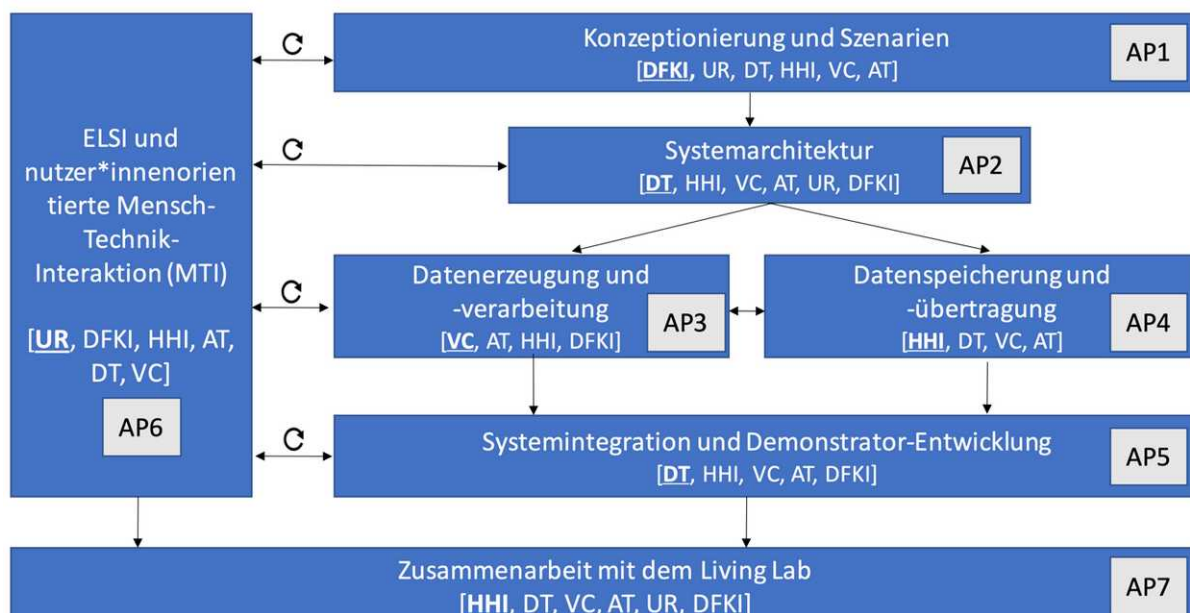 Konzeptionierung und Szenarien
[DFKI, UR, DT, HHI, VC, AT]
AP1
ELSI und
nutzer*innenorien
tierte Mensch-
Technik-
Interaktion (MTI)
[UR, DFKI, HHI, AT,
DT, VC]
AP6
Systemarchitektur
[DT, HHI, VC, AT, UR, DFKI]
AP2
Datenerzeugung und
-verarbeitung
[VC, AT, HHI, DFKI]
AP3
Datenspeicherung und
-übertragung
[HHI, DT, VC, AT]
AP4
Systemintegration und Demonstrator-Entwicklung
[DT, HHI, VC, AT, DFKI]
AP5
Zusammenarbeit mit dem Living Lab
[HHI, DT, VC, AT, UR, DFKI]
AP7